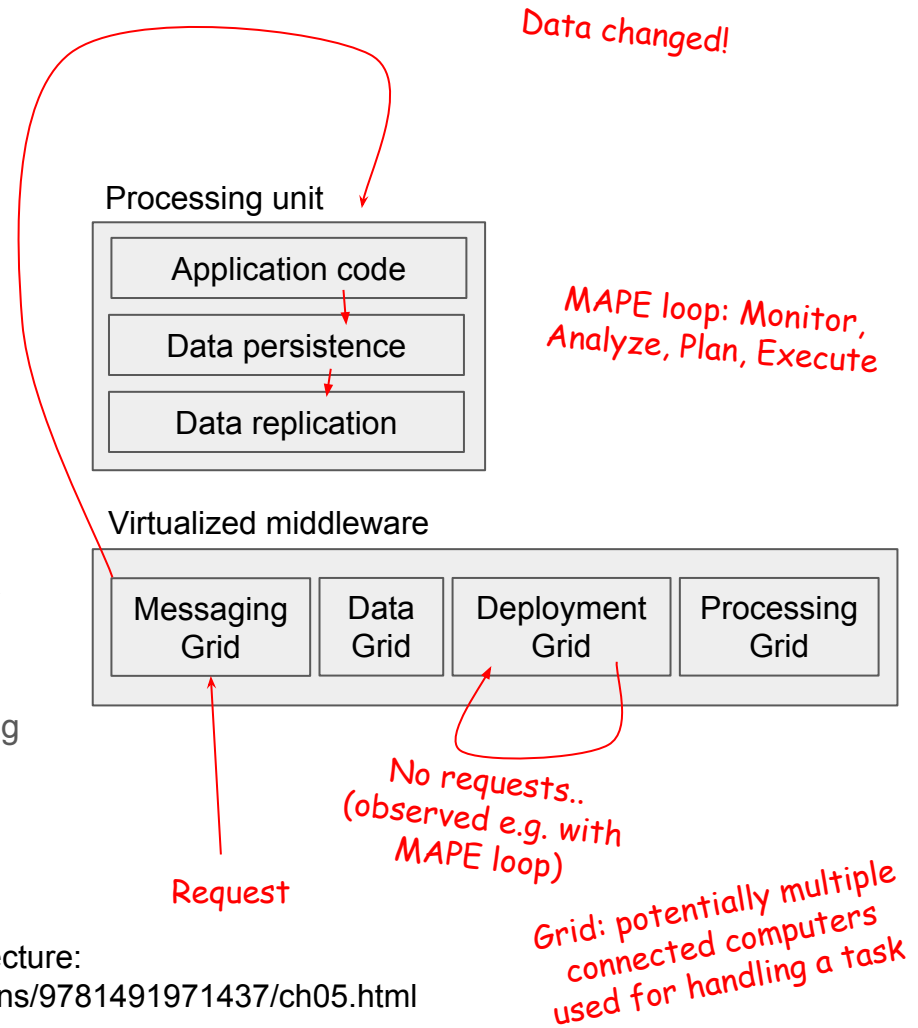 Data changed!
Processing unit
Application code
Data persistence
Data replication
MAPE loop: Monitor,
Analyze, Plan, Execute
Virtualized middleware
Messaging
Grid
Data
Grid
Deployment
Grid
Processing
Grid
g
No requests..
(observed e.g. with
MAPE loop)
Request
Grid: potentially multiple
connected computers
used for handling a task
ecture:
ns/9781491971437/ch05.html